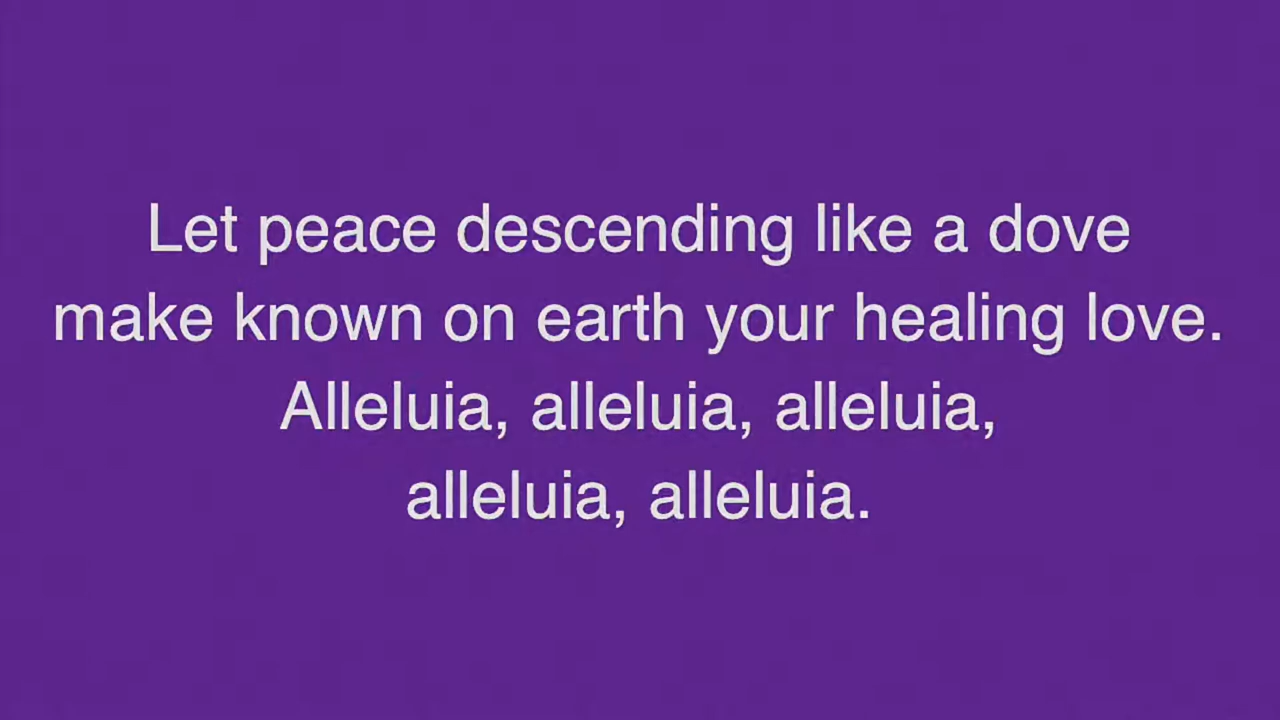 Let peace descending like a dove
make known on earth your healing love.
Alleluia, alleluia, alleluia,
alleluia, alleluia.